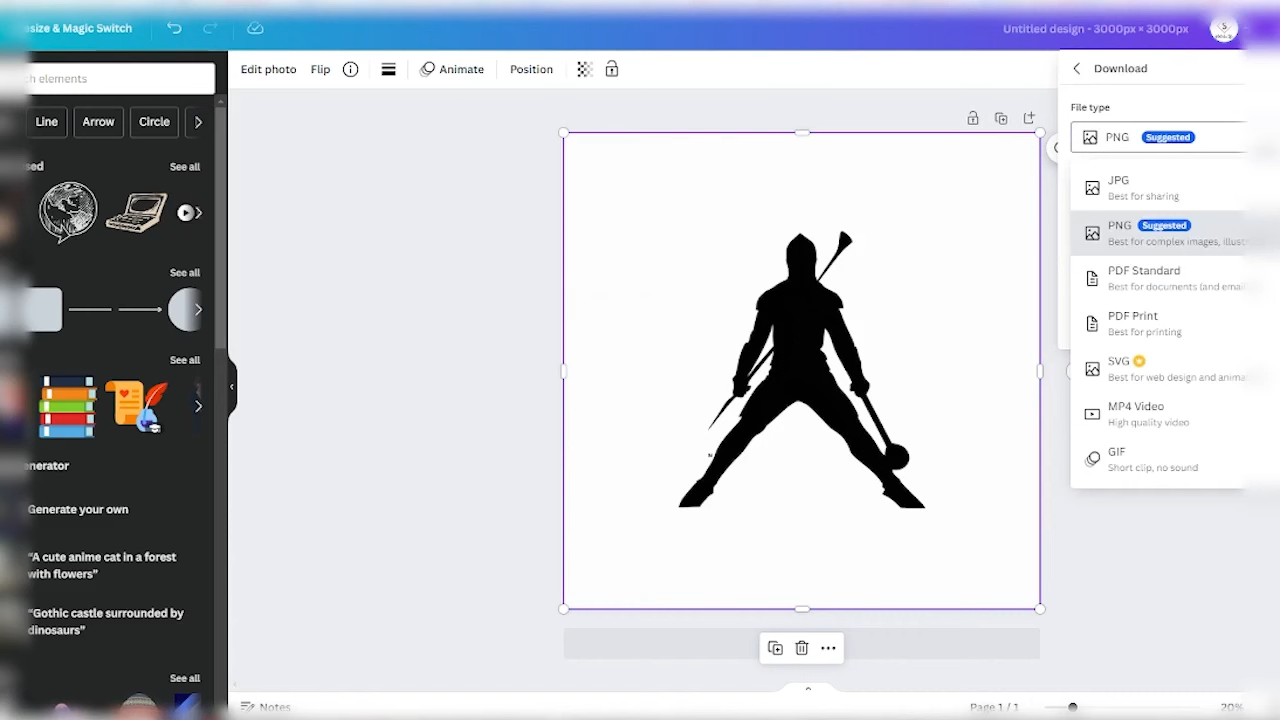 esize & Magic Switch
Untitled design - 3000px × 3000px
ch elements
Line
Arrow
Circle
sed
See all
See all
See all
enerator
Generate your own
“A cute anime cat in a forest
with flowers”
“Gothic castle surrounded by
dinosaurs”
See all
Edit photo
Flip
Animate
Position
Notes
Page 1 / 1
20%
Download
File type
PNG Suggested
JPG
Best for sharing
PNG Suggested
Best for complex images, illust
PDF Standard
Best for documents (and emai
PDF Print
Best for printing
SVG
Best for web design and anima
MP4 Video
High quality video
GIF
Short clip, no sound